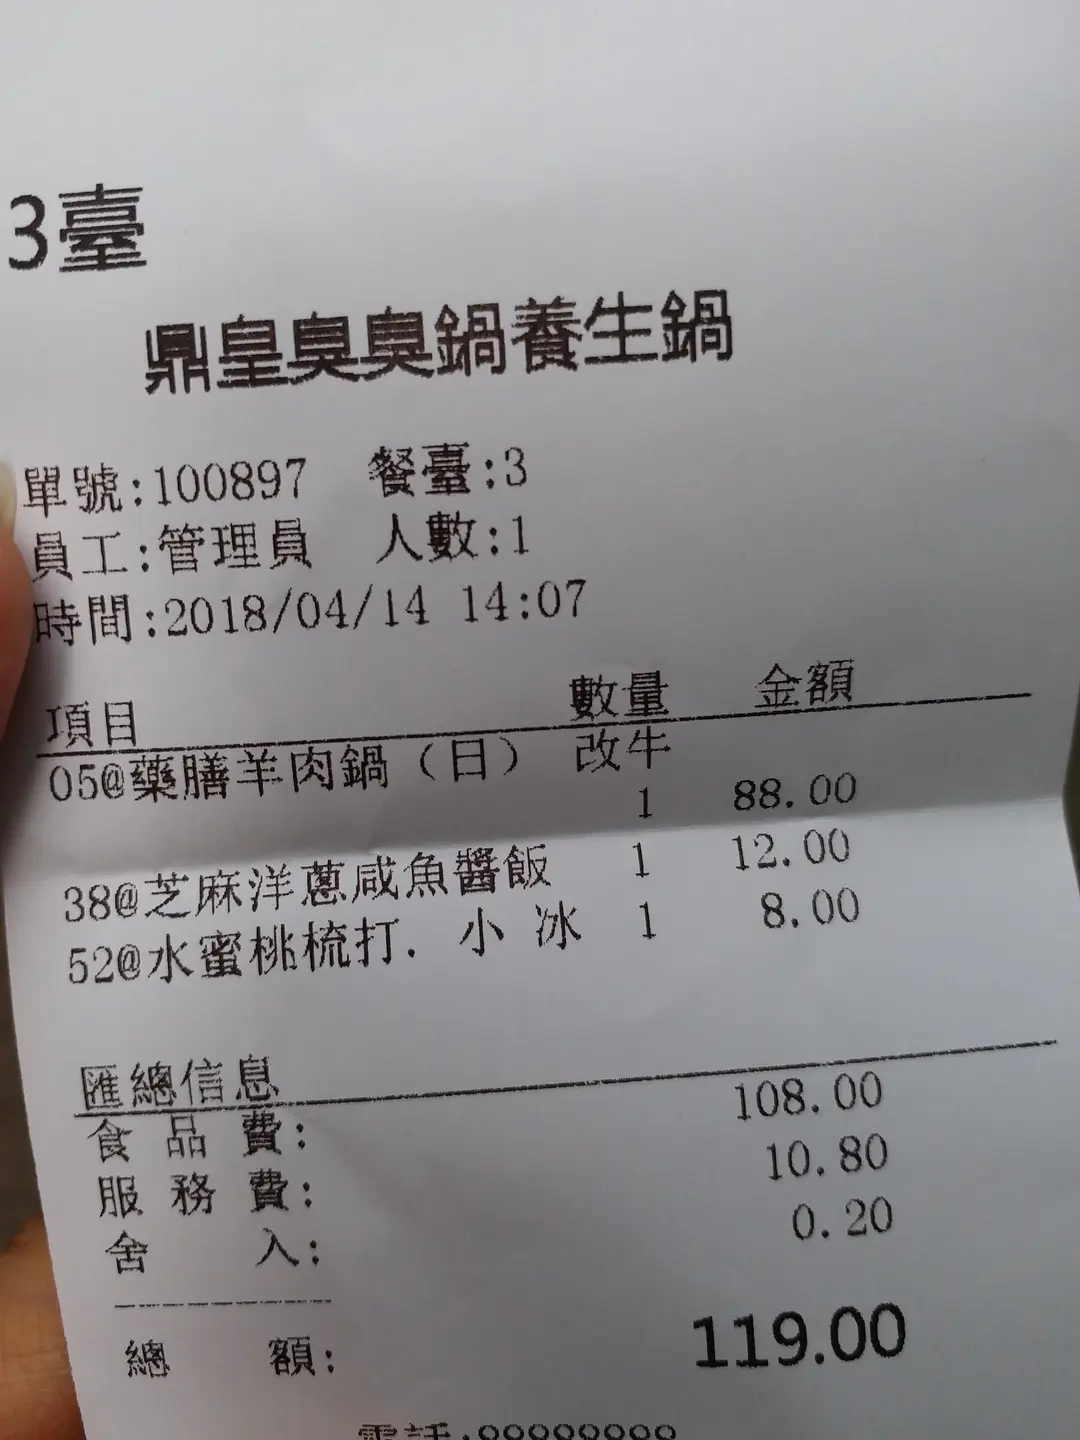 3臺
鼎皇臭臭鍋養生鍋
單號:100897 餐臺:3
員工:管理員 人數:1
時間:2018/04/14 14:07
項目 數量 金額
05@藥膳羊肉鍋（日） 改牛
1 88.00
38@芝麻洋蔥咸魚醬飯 1 12.00
52@水蜜桃梳打. 小 冰 1 8.00
匯總信息
食品費: 108.00
服務費: 10.80
舍入: 0.20
總額: 119.00
電話:88888888